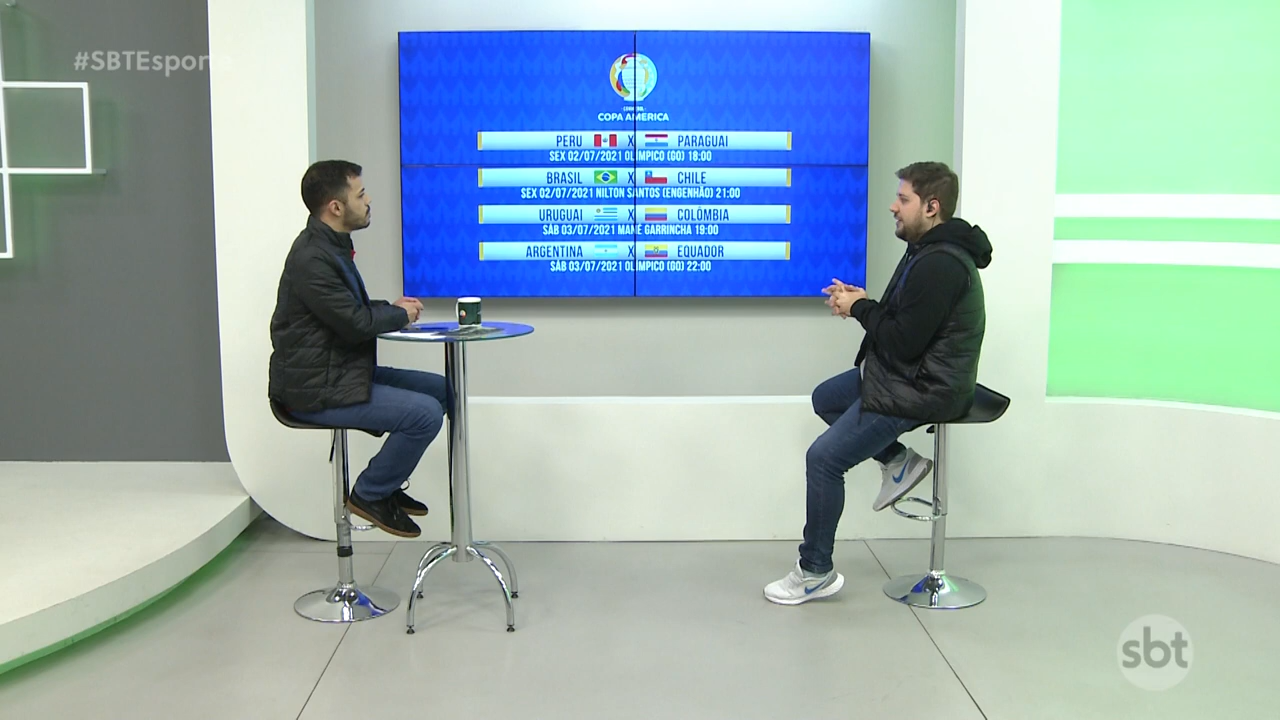 #SBTEsporte
CONMEBOL
COPA AMÉRICA
PERU X PARAGUAI
SEX 02/07/2021 OLÍMPICO (GO) 18:00
BRASIL X CHILE
SEX 02/07/2021 NILTON SANTOS (ENGENHÃO) 21:00
URUGUAI X COLÔMBIA
SÁB 03/07/2021 MANÉ GARRINCHA 19:00
ARGENTINA X EQUADOR
SÁB 03/07/2021 OLÍMPICO (GO) 22:00
sbt